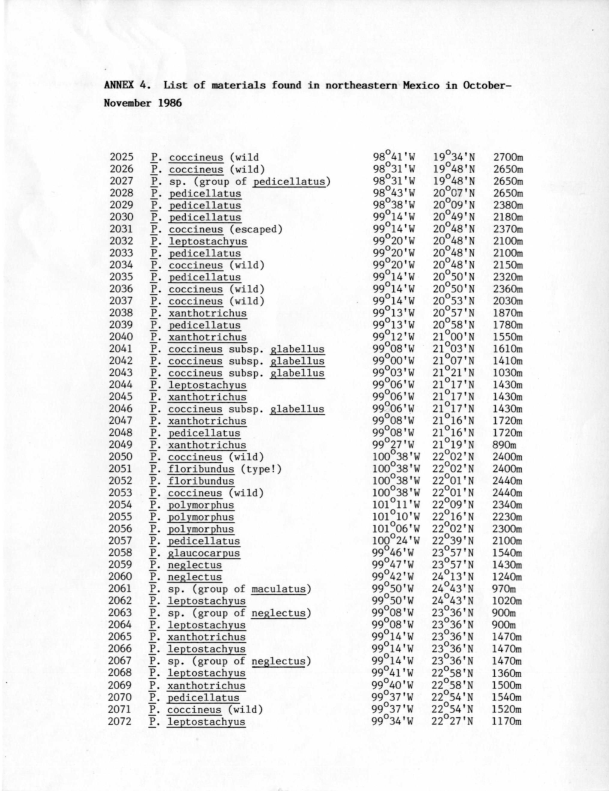 ANNEX 4. List of materials found in northeastern Mexico in October-
November 1986
2025 P. coccineus (wild 98°41'W 19°34'N 2700m
2026 P. coccineus (wild) 98°31'W 19°48'N 2650m
2027 P. sp. (group of pedicellatus) 98°31'W 19°48'N 2650m
2028 P. pedicellatus 98°43'W 20°07'N 2650m
2029 P. pedicellatus 98°38'W 20°09'N 2380m
2030 P. pedicellatus 99°14'W 20°49'N 2180m
2031 P. coccineus (escaped) 99°14'W 20°48'N 2370m
2032 P. leptostachyus 99°20'W 20°48'N 2100m
2033 P. pedicellatus 99°20'W 20°48'N 2100m
2034 P. coccineus (wild) 99°20'W 20°48'N 2150m
2035 P. pedicellatus 99°14'W 20°50'N 2320m
2036 P. coccineus (wild) 99°14'W 20°50'N 2360m
2037 P. coccineus (wild) 99°14'W 20°53'N 2030m
2038 P. xanthotrichus 99°13'W 20°57'N 1870m
2039 P. pedicellatus 99°13'W 20°58'N 1780m
2040 P. xanthotrichus 99°12'W 21°00'N 1550m
2041 P. coccineus subsp. glabellus 99°08'W 21°03'N 1610m
2042 P. coccineus subsp. glabellus 99°00'W 21°07'N 1410m
2043 P. coccineus subsp. glabellus 99°03'W 21°21'N 1030m
2044 P. leptostachyus 99°06'W 21°17'N 1430m
2045 P. xanthotrichus 99°06'W 21°17'N 1430m
2046 P. coccineus subsp. glabellus 99°06'W 21°17'N 1430m
2047 P. xanthotrichus 99°08'W 21°16'N 1720m
2048 P. pedicellatus 99°08'W 21°16'N 1720m
2049 P. xanthotrichus 99°27'W 21°19'N 890m
2050 P. coccineus (wild) 100°38'W 22°02'N 2400m
2051 P. floribundus (type!) 100°38'W 22°02'N 2400m
2052 P. floribundus 100°38'W 22°01'N 2440m
2053 P. coccineus (wild) 100°38'W 22°01'N 2440m
2054 P. polymorphus 101°11'W 22°09'N 2340m
2055 P. polymorphus 101°10'W 22°16'N 2230m
2056 P. polymorphus 101°06'W 22°02'N 2300m
2057 P. pedicellatus 100°24'W 22°39'N 2100m
2058 P. glaucocarpus 99°46'W 23°57'N 1540m
2059 P. neglectus 99°47'W 23°57'N 1430m
2060 P. neglectus 99°42'W 24°13'N 1240m
2061 P. sp. (group of maculatus) 99°50'W 24°43'N 970m
2062 P. leptostachyus 99°50'W 24°43'N 1020m
2063 P. sp. (group of neglectus) 99°08'W 23°36'N 900m
2064 P. leptostachyus 99°08'W 23°36'N 900m
2065 P. xanthotrichus 99°14'W 23°36'N 1470m
2066 P. leptostachyus 99°14'W 23°36'N 1470m
2067 P. sp. (group of neglectus) 99°14'W 23°36'N 1470m
2068 P. leptostachyus 99°41'W 22°58'N 1360m
2069 P. xanthotrichus 99°40'W 22°58'N 1500m
2070 P. pedicellatus 99°37'W 22°54'N 1540m
2071 P. coccineus (wild) 99°37'W 22°54'N 1520m
2072 P. leptostachyus 99°34'W 22°27'N 1170m